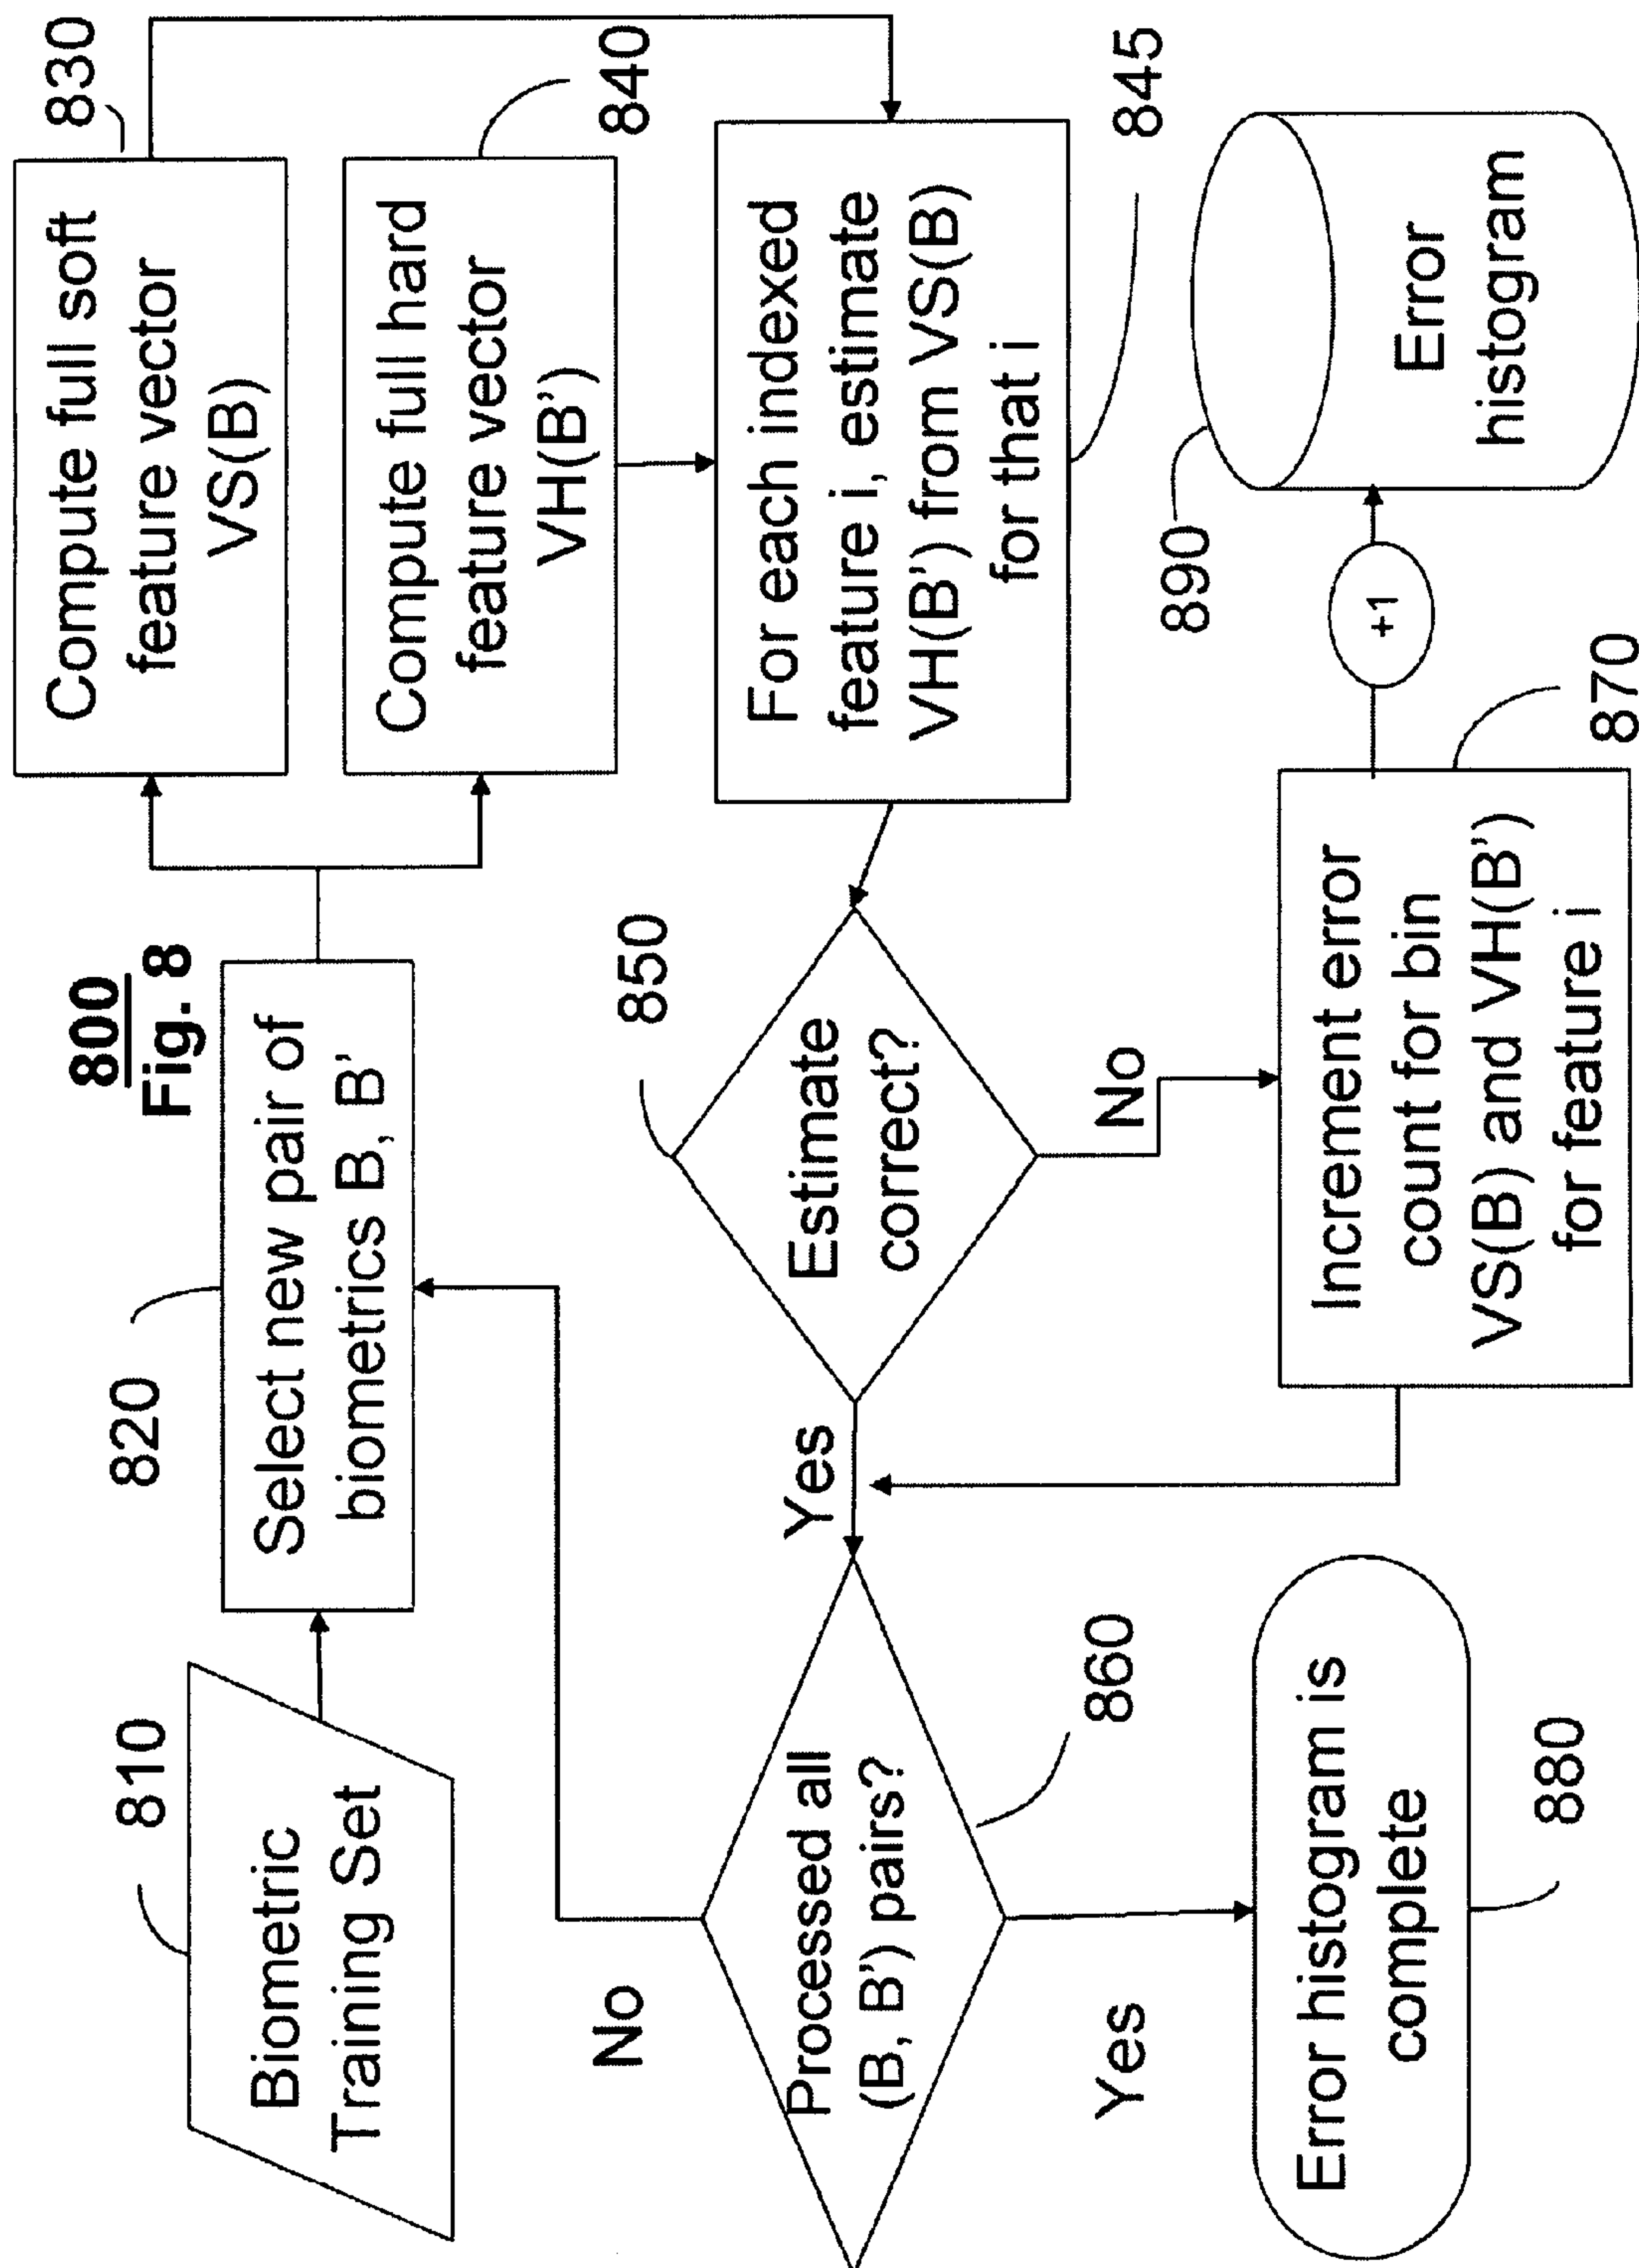 800
Fig. 8
810
Biometric
Training Set
820
Select new pair of
biometrics B, B'
830
Compute full soft
feature vector
VS(B)
Compute full hard
feature vector
VH(B')
840
For each indexed
feature i, estimate
VH(B') from VS(B)
for that i
845
850
Estimate
correct?
Yes
No
Processed all
(B, B') pairs?
860
No
Yes
Increment error
count for bin
VS(B) and VH(B')
for feature i
870
+1
890
Error
histogram
Error histogram is
complete
880